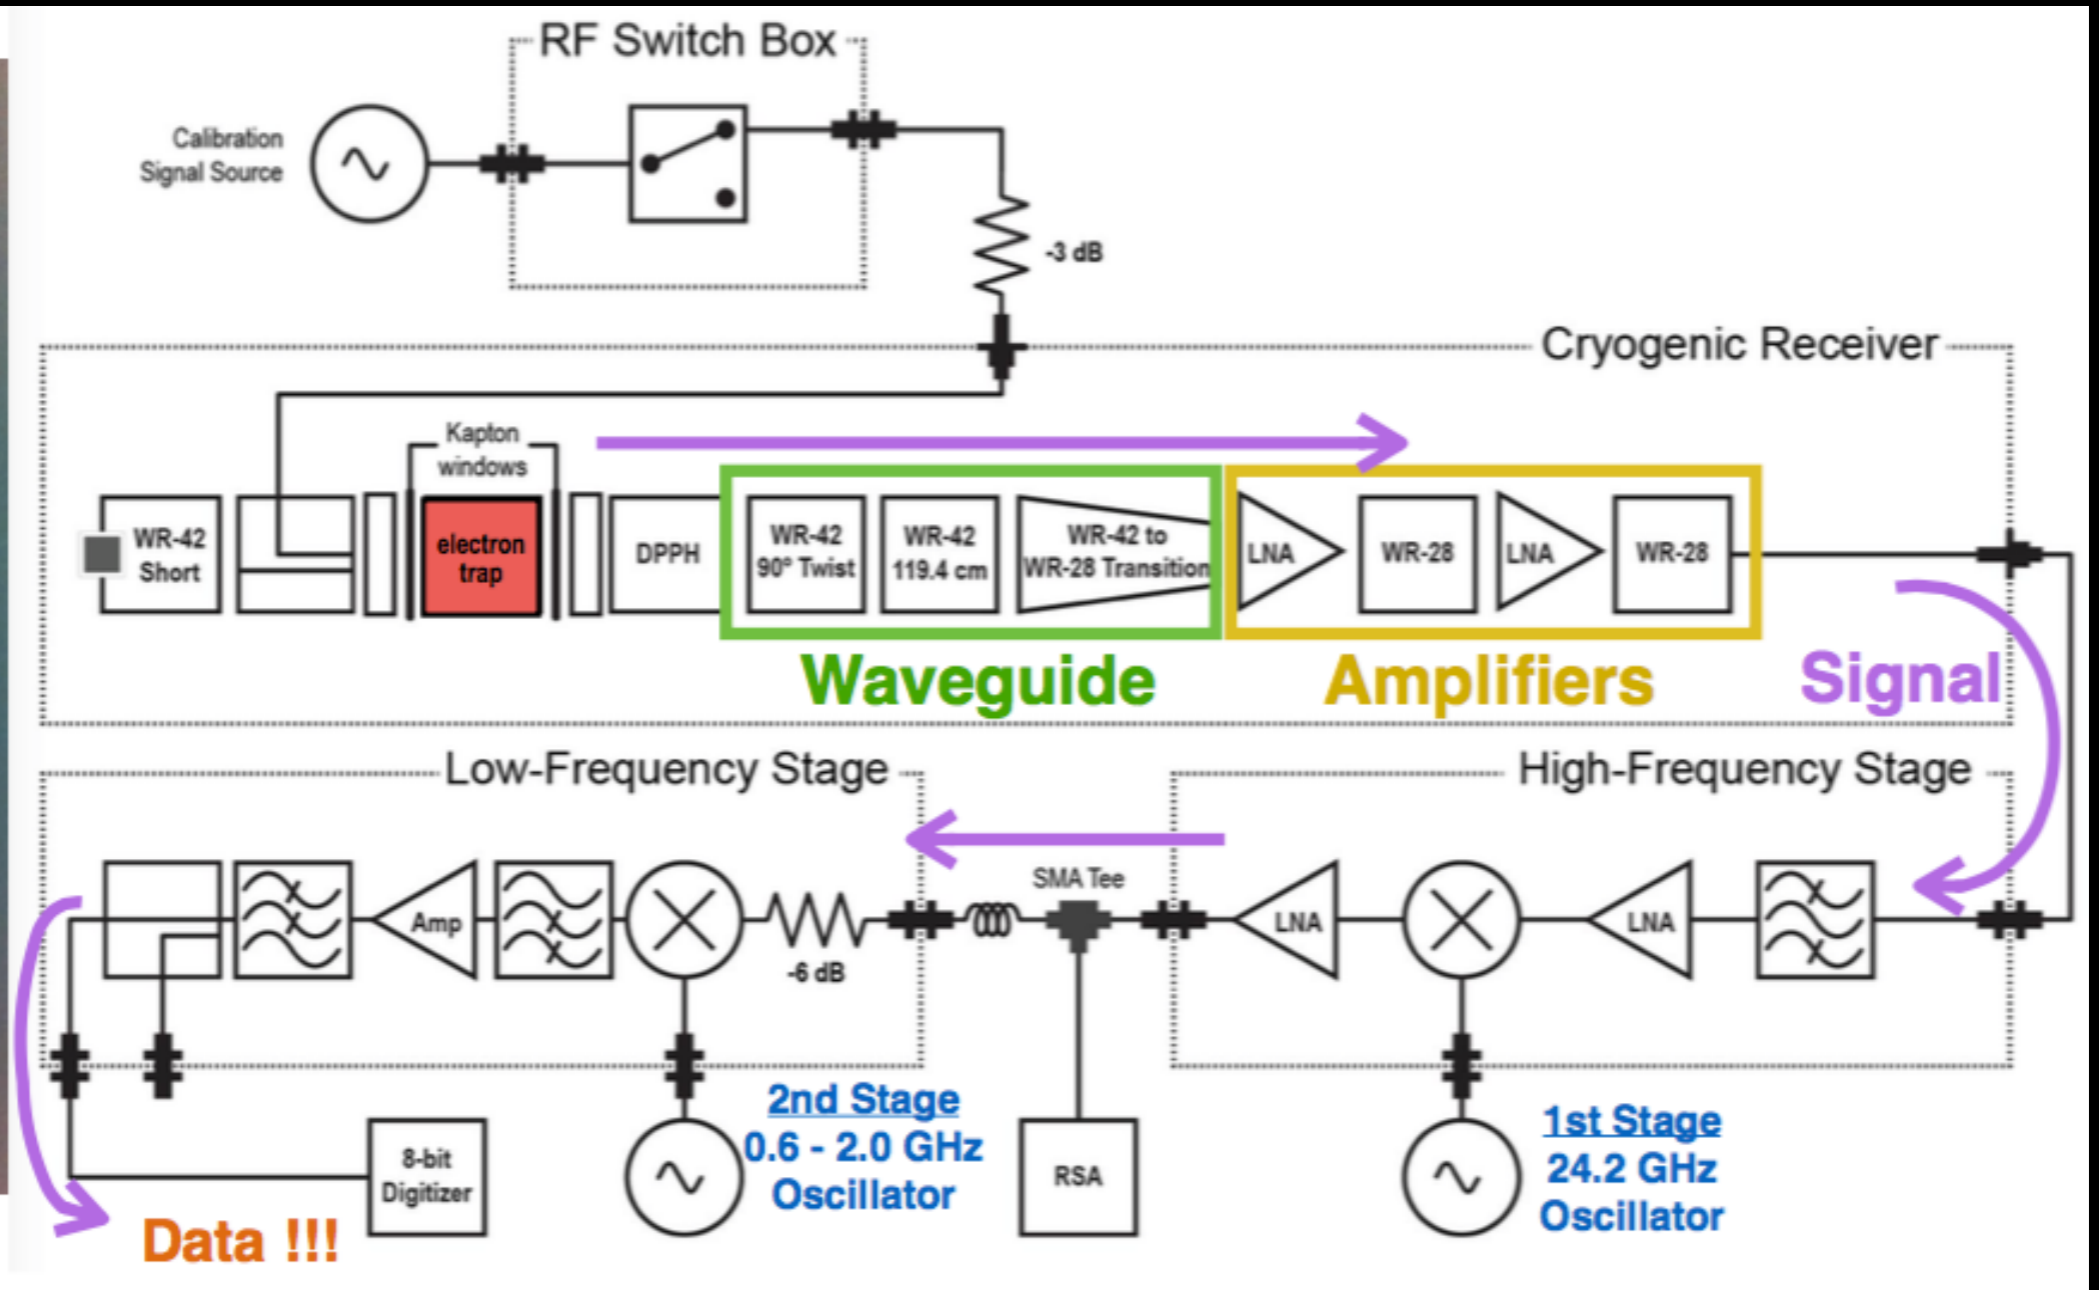 RF Switch Box
Calibration
Signal Source
-3 dB
Cryogenic Receiver
Kapton
windows
WR-42
Short
electron
trap
DPPH
WR-42
90º Twist
WR-42
119.4 cm
WR-42 to
WR-28 Transition
LNA
WR-28
LNA
WR-28
Waveguide
Amplifiers
Signal
Low-Frequency Stage
High-Frequency Stage
Amp
-6 dB
SMA Tee
LNA
LNA
2nd Stage
0.6 - 2.0 GHz
Oscillator
1st Stage
24.2 GHz
Oscillator
8-bit
Digitizer
RSA
Data !!!